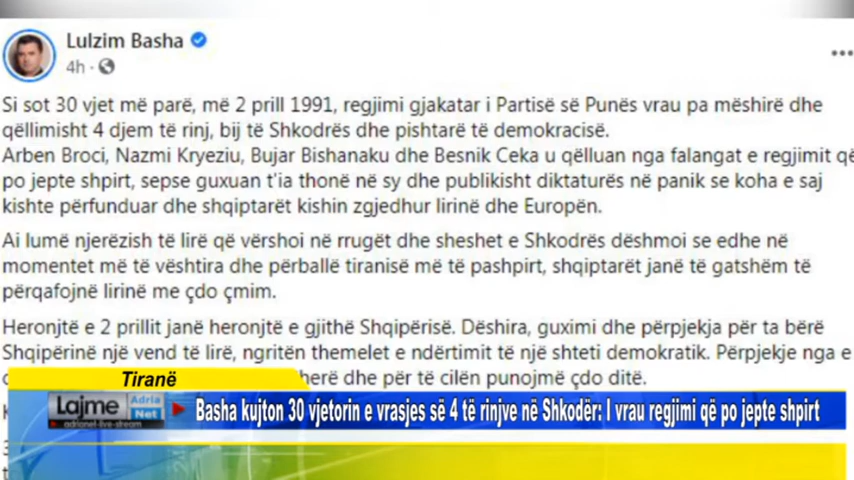 Lulzim Basha
4h
Si sot 30 vjet më parë, më 2 prill 1991, regjimi gjakatar i Partisë së Punës vrau pa mëshirë dhe
qëllimisht 4 djem të rinj, bij të Shkodrës dhe pishtarë të demokracisë.
Arben Broci, Nazmi Kryeziu, Bujar Bishanaku dhe Besnik Ceka u qëlluan nga falangat e regjimit që
po jepte shpirt, sepse guxuan t'ia thonë në sy dhe publikisht diktaturës në panik se koha e saj
kishte përfunduar dhe shqiptarët kishin zgjedhur lirinë dhe Europën.
Ai lumë njerëzish të lirë që vërshoi në rrugët dhe sheshet e Shkodrës dëshmoi se edhe në
momentet më të vështira dhe përballë tiranisë më të pashpirt, shqiptarët janë të gatshëm të
përqafojnë lirinë me çdo çmim.
Heronjtë e 2 prillit janë heronjtë e gjithë Shqipërisë. Dëshira, guximi dhe përpjekja për ta bërë
Shqipërinë një vend të lirë, ngritën themelet e ndërtimit të një shteti demokratik. Përpjekje nga e
herë dhe për të cilën punojmë çdo ditë.
Tiranë
Lajme Adria Net
adrianet-live-stream
Basha kujton 30 vjetorin e vrasjes së 4 të rinjve në Shkodër: I vrau regjimi që po jepte shpirt